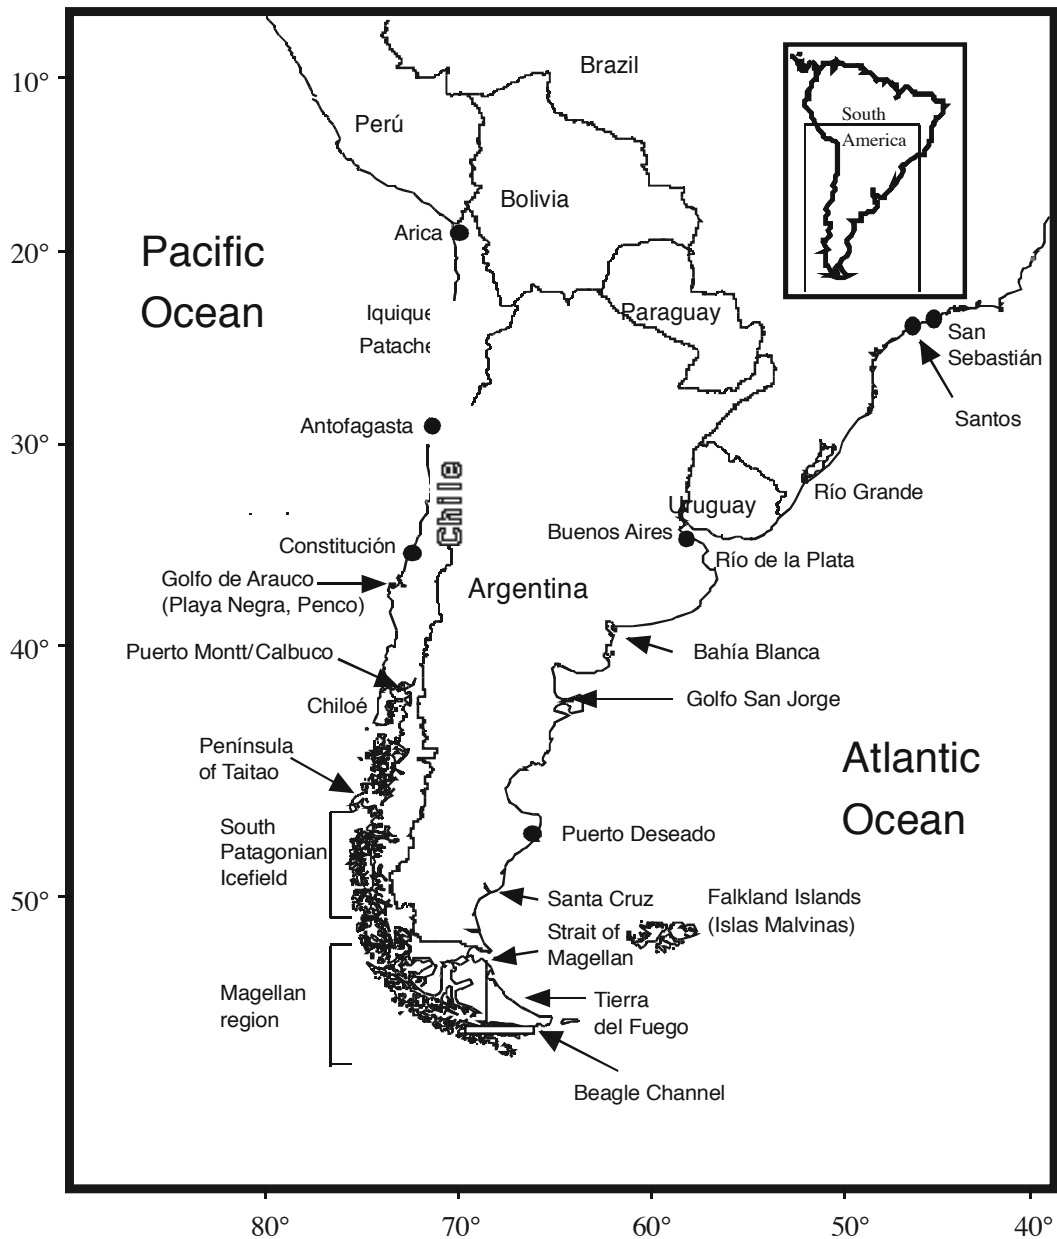 10°
20°
30°
40°
50°
80°
70°
60°
50°
40°
Brazil
Perú
Bolivia
South
America
Pacific
Ocean
Arica
Iquique
Patache
Paraguay
San
Sebastián
Santos
Antofagasta
Chile
Uruguay
Río Grande
Buenos Aires
Río de la Plata
Constitución
Golfo de Arauco
(Playa Negra, Penco)
Argentina
Puerto Montt/Calbuco
Bahía Blanca
Chiloé
Golfo San Jorge
Península
of Taitao
Atlantic
Ocean
South
Patagonian
Icefield
Puerto Deseado
Santa Cruz
Falkland Islands
(Islas Malvinas)
Strait of
Magellan
Magellan
region
Tierra
del Fuego
Beagle Channel